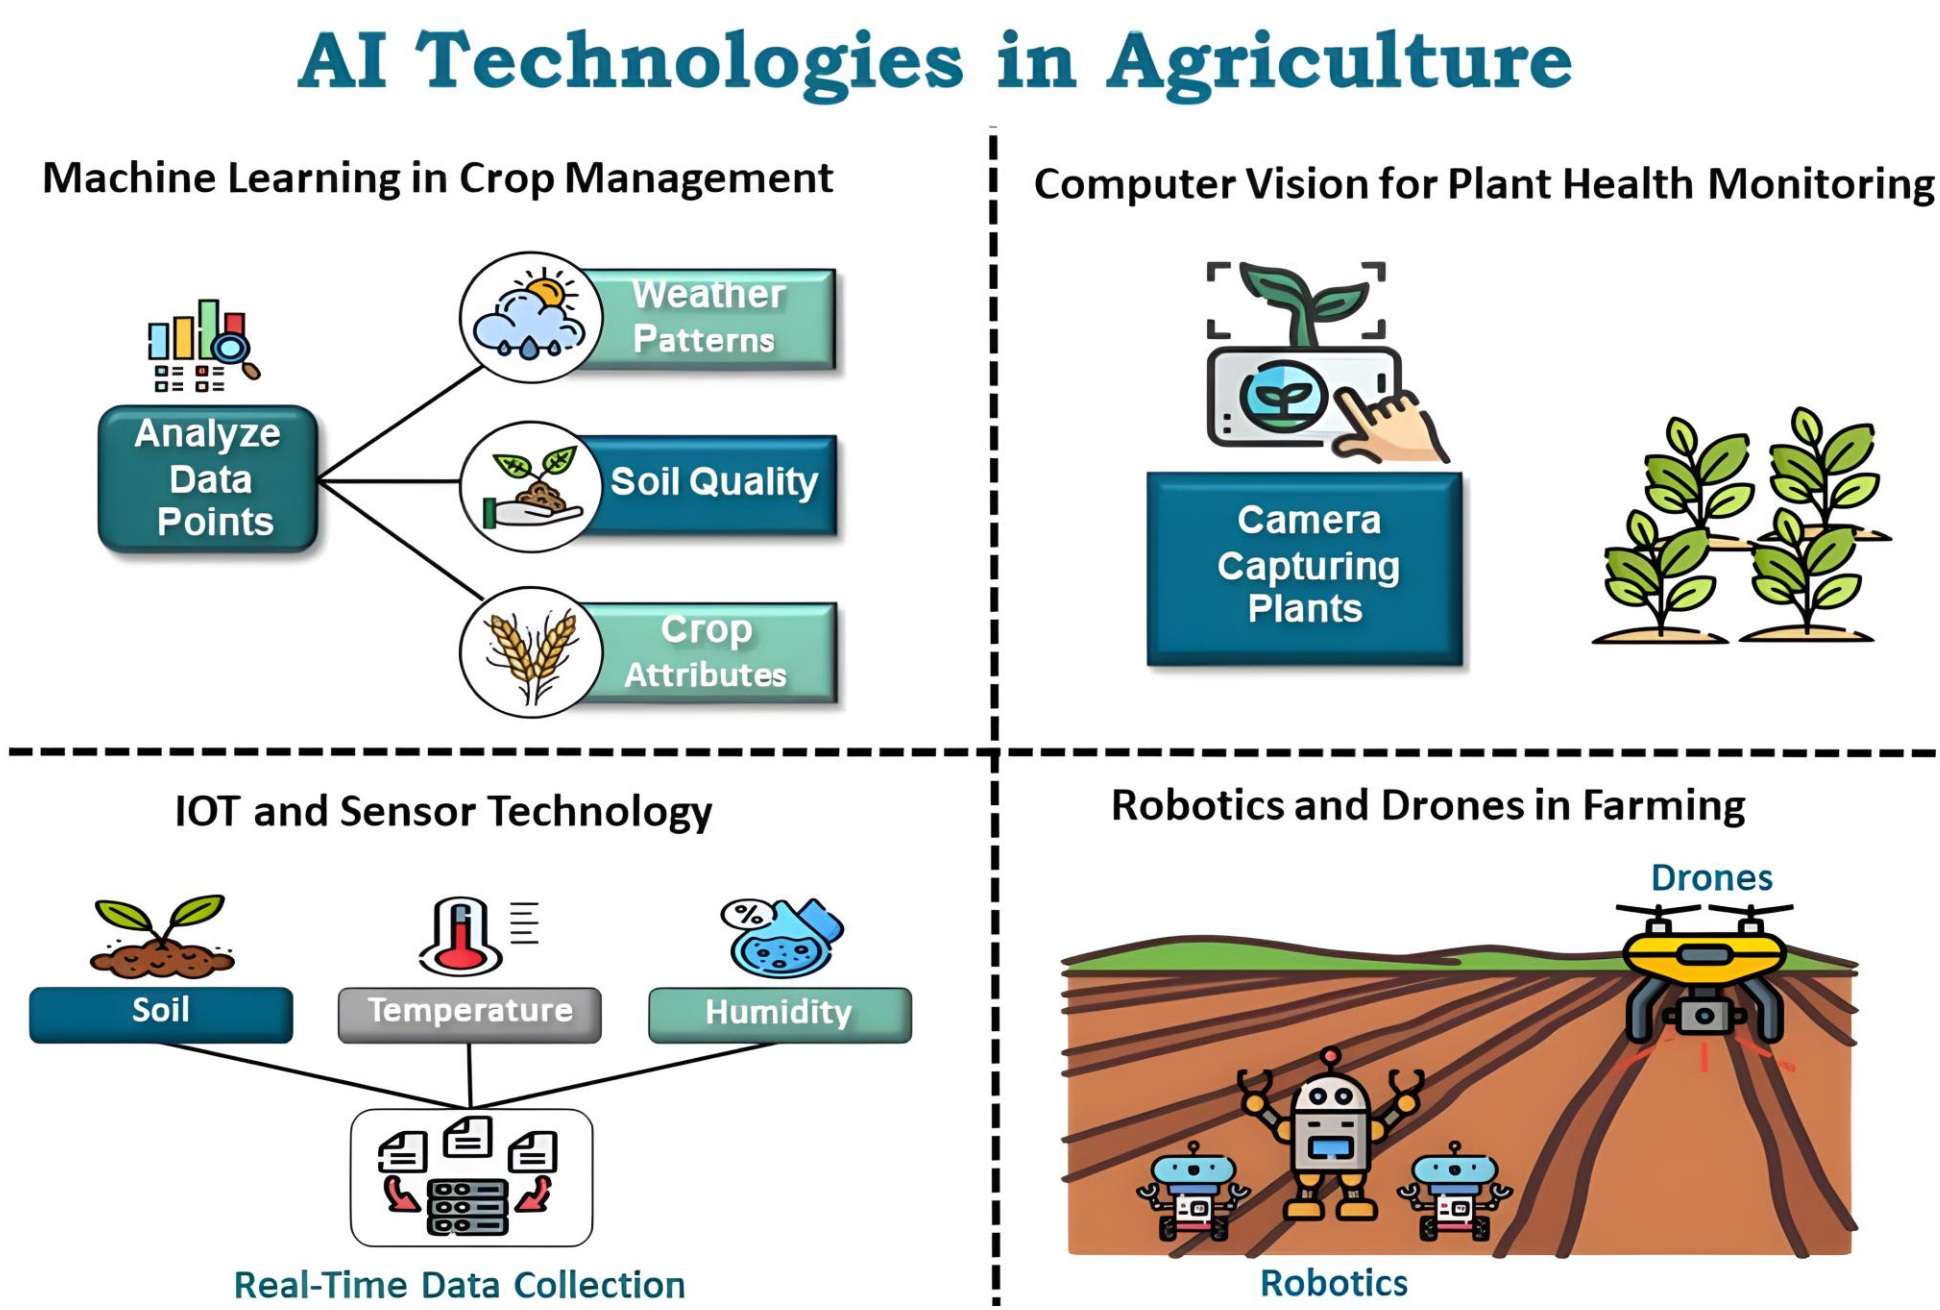 AI Technologies in Agriculture
Machine Learning in Crop Management
Analyze
Data
Points
Weather
Patterns
Soil Quality
Crop
Attributes
Computer Vision for Plant Health Monitoring
Camera
Capturing
Plants
IOT and Sensor Technology
Soil
Temperature
%
Humidity
Real-Time Data Collection
Robotics and Drones in Farming
Drones
Robotics